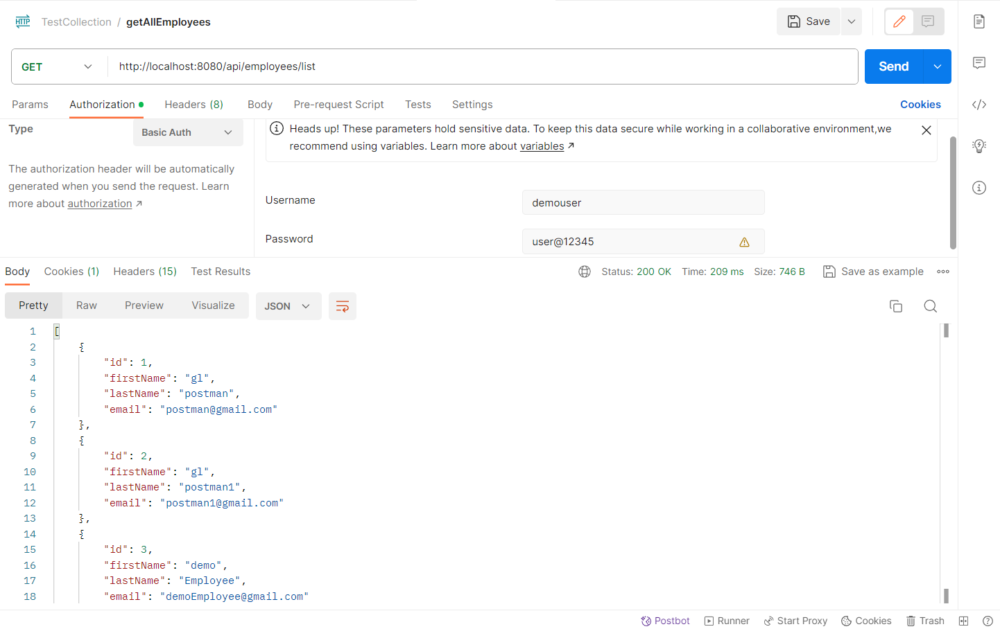 HTTP TestCollection / getAllEmployees Save
GET http://localhost:8080/api/employees/list Send
Params Authorization Headers (8) Body Pre-request Script Tests Settings Cookies
Type Basic Auth
The authorization header will be automatically
generated when you send the request. Learn
more about authorization ↗
Heads up! These parameters hold sensitive data. To keep this data secure while working in a collaborative environment,we
recommend using variables. Learn more about variables ↗
Username demouser
Password user@12345
Body Cookies (1) Headers (15) Test Results Status: 200 OK Time: 209 ms Size: 746 B Save as example
Pretty Raw Preview Visualize JSON
1 [
2 {
3 "id": 1,
4 "firstName": "gl",
5 "lastName": "postman",
6 "email": "postman@gmail.com"
7 },
8 {
9 "id": 2,
10 "firstName": "gl",
11 "lastName": "postman1",
12 "email": "postman1@gmail.com"
13 },
14 {
15 "id": 3,
16 "firstName": "demo",
17 "lastName": "Employee",
18 "email": "demoEmployee@gmail.com"
Postbot Runner Start Proxy Cookies Trash